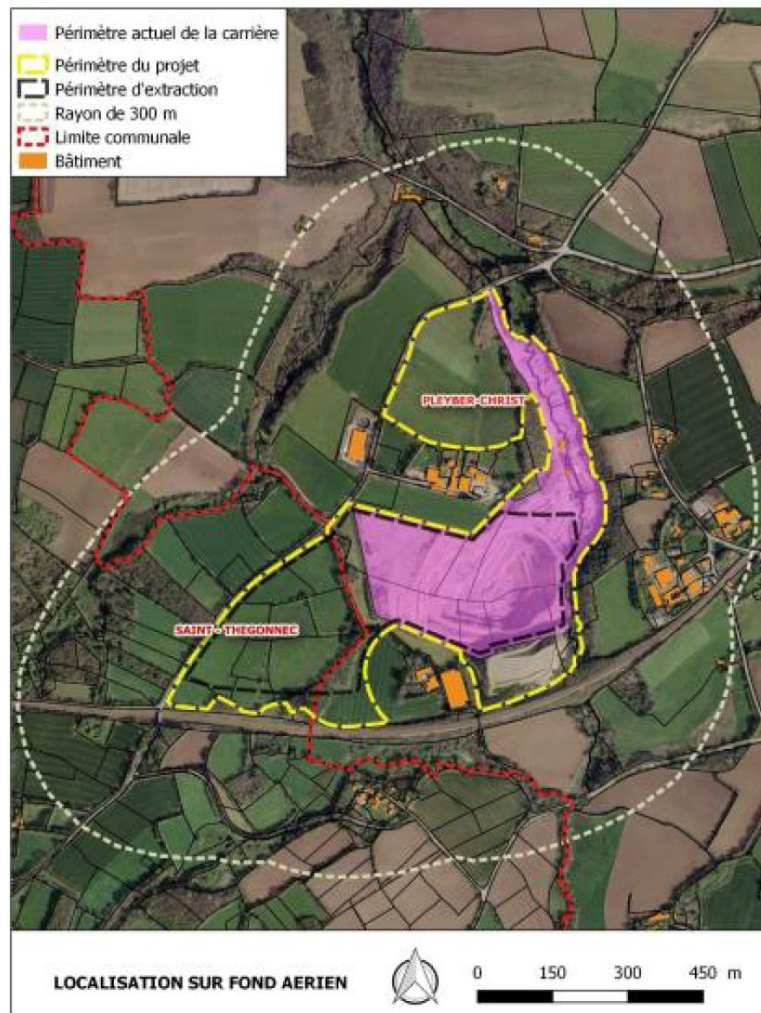 Périmètre actuel de la carrière
Périmètre du projet
Périmètre d'extraction
Rayon de 300 m
Limite communale
Bâtiment
PLEYBER-CHRIST
SAINT - THEGONNEC
LOCALISATION SUR FOND AERIEN
0 150 300 450 m